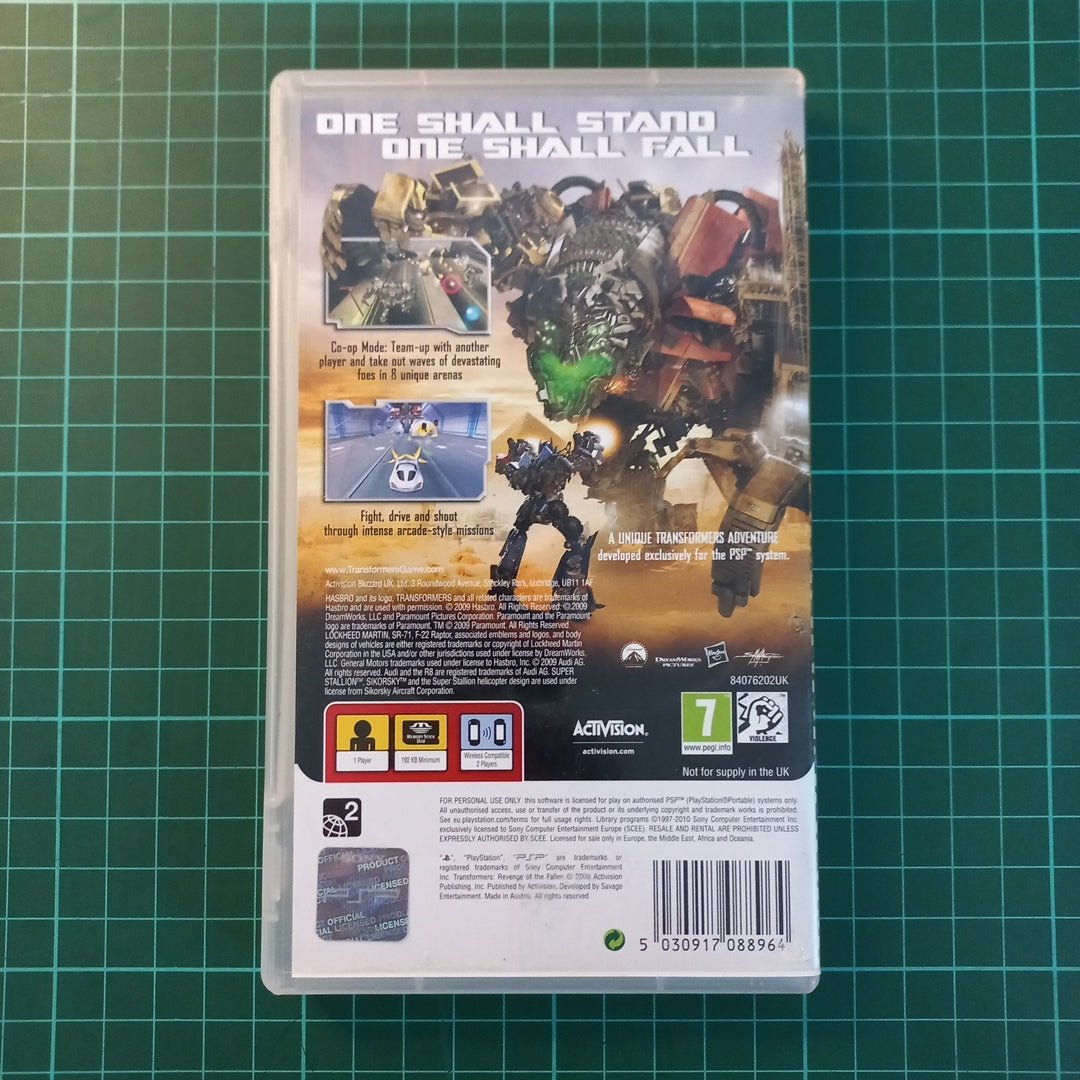 ONE SHALL STAND
ONE SHALL FALL
Co-op Mode: Team-up with another
player and take out waves of devastating
foes in 8 unique arenas
Fight, drive and shoot
through intense arcade-style missions
A UNIQUE TRANSFORMERS ADVENTURE
developed exclusively for the PSP™ system.
www.TransformersGame.com
Activision Blizzard UK, Ltd. 3 Roundwood Avenue, Stockley Park, Uxbridge, UB11 1AF
HASBRO and its logo, TRANSFORMERS and all related characters are trademarks of
Hasbro and are used with permission. © 2009 Hasbro. All Rights Reserved. © 2009
DreamWorks, LLC and Paramount Pictures Corporation. Paramount and the Paramount
logo are trademarks of Paramount. TM © 2009 Paramount. All Rights Reserved.
LOCKHEED MARTIN, SR-71, F-22 Raptor, associated emblems and logos, and body
designs of vehicles are either registered trademarks or copyright of Lockheed Martin
Corporation in the USA and/or other jurisdictions used under license by DreamWorks,
LLC. General Motors trademarks used under license to Hasbro, Inc. © 2009 Audi AG.
All rights reserved. Audi and the R8 are registered trademarks of Audi AG. SUPER
STALLION™, SIKORSKY™ and the Super Stallion helicopter design are used under
license from Sikorsky Aircraft Corporation.
Paramount
DREAMWORKS
PICTURES
Hasbro
84076202UK
1 Player
MEMORY STICK
DUO
192 KB Minimum
Wireless Compatible
2 Players
ACTIVISION®
activision.com
7
www.pegi.info
VIOLENCE
Not for supply in the UK
2
FOR PERSONAL USE ONLY: this software is licensed for play on authorised PSP™ (PlayStation®Portable) systems only.
All unauthorised access, use or transfer of the product or its underlying copyright and trademark works is prohibited.
See eu.playstation.com/terms for full usage rights. Library programs ©1997-2010 Sony Computer Entertainment Inc.
exclusively licensed to Sony Computer Entertainment Europe (SCEE). RESALE AND RENTAL ARE PROHIBITED UNLESS
EXPRESSLY AUTHORISED BY SCEE. Licensed for sale only in Europe, the Middle East, Africa and Oceania.
"", "PlayStation", "PSP" are trademarks or
registered trademarks of Sony Computer Entertainment
Inc. Transformers: Revenge of the Fallen © 2009 Activision
Publishing, Inc. Published by Activision. Developed by Savage
Entertainment. Made in Austria. All rights reserved.
OFFICIAL
PRODUCT
LICENSED
OFFICIAL
LICENSED
5 030917 088964